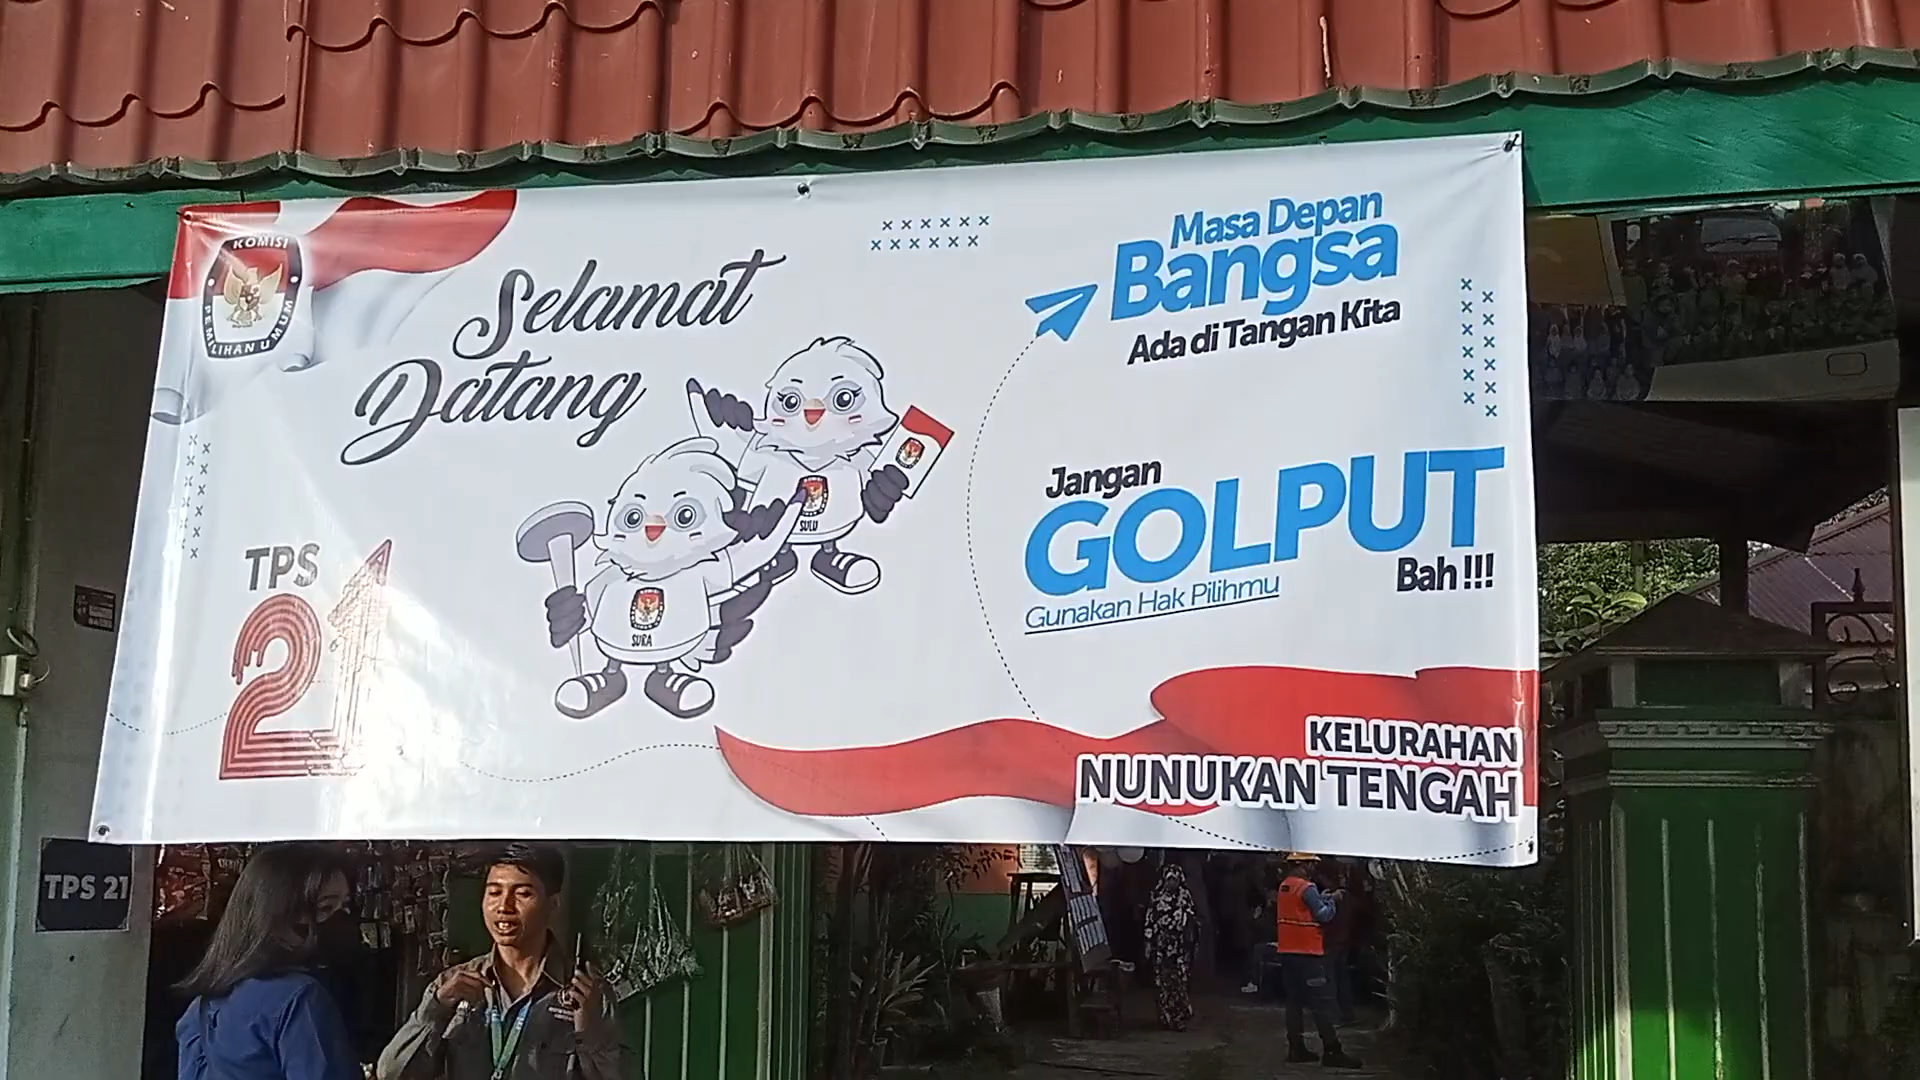 KOMISI
PEMILIHAN UMUM
Selamat
Datang
TPS
21
SULU
SURA
Masa Depan
Bangsa
Ada di Tangan Kita
Jangan
GOLPUT
Bah !!!
Gunakan Hak Pilihmu
KELURAHAN
NUNUKAN TENGAH
TPS 21